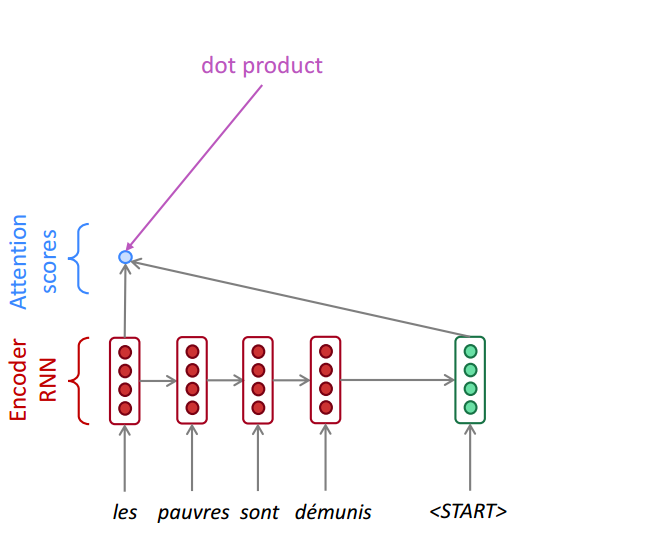 dot product
Attention
scores
Encoder
RNN
les pauvres sont démunis <START>